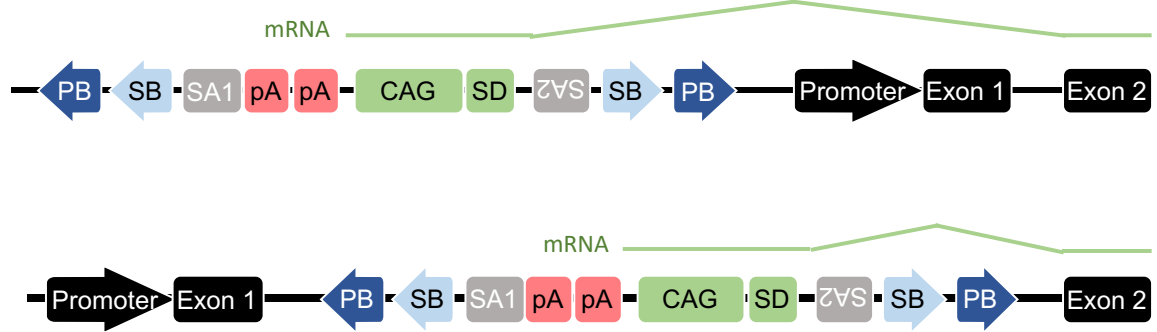 mRNA
PB SB SA1 pA pA CAG SD SA2 SB PB Promoter Exon 1 Exon 2
mRNA
Promoter Exon 1 PB SB SA1 pA pA CAG SD SA2 SB PB Exon 2